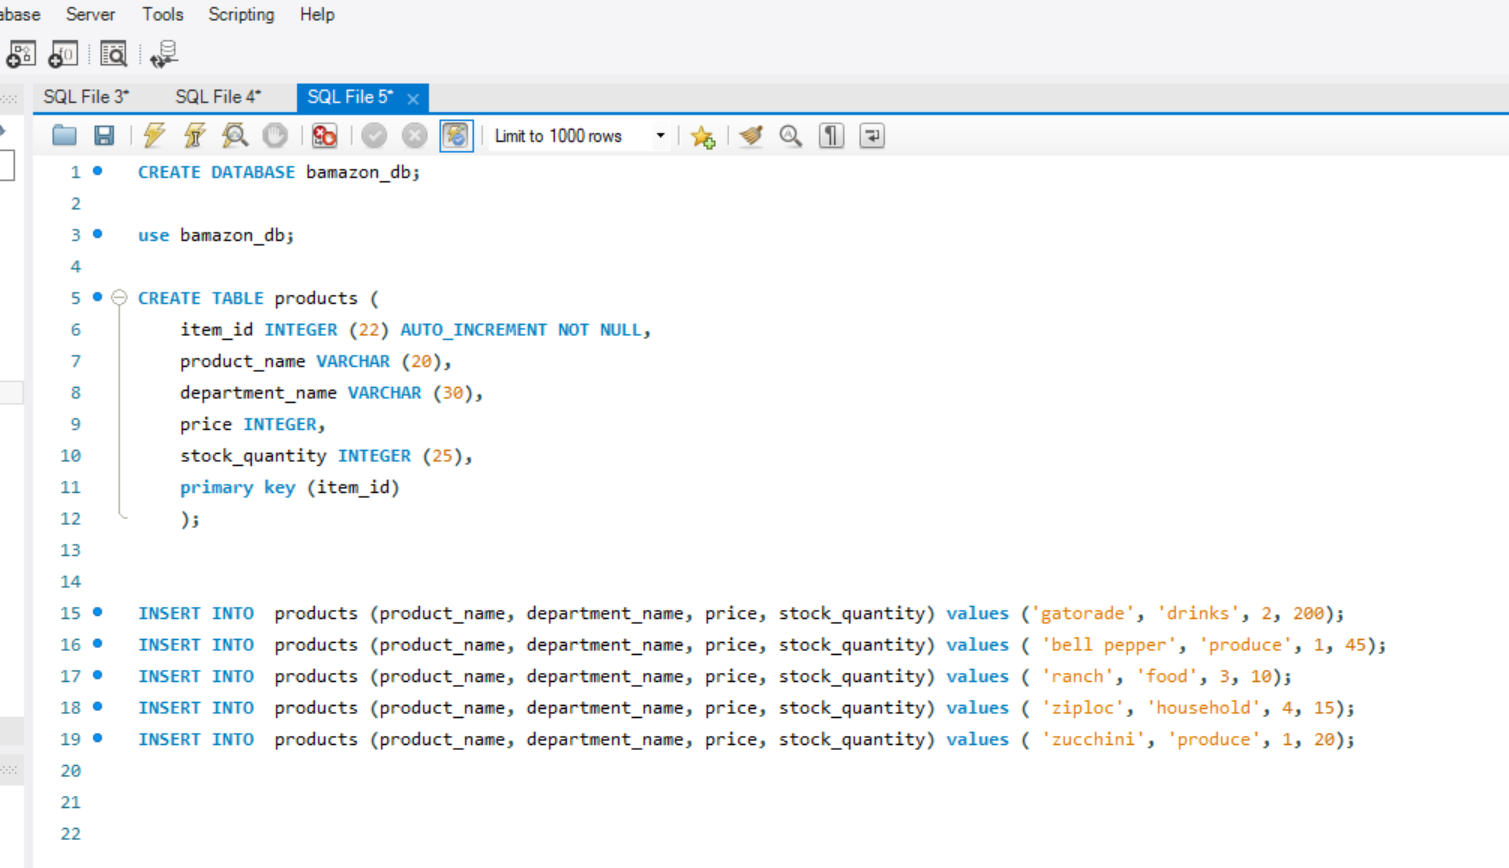 abase Server Tools Scripting Help
SQL File 3* SQL File 4* SQL File 5*
Limit to 1000 rows
1 CREATE DATABASE bamazon_db;
2
3 use bamazon_db;
4
5 CREATE TABLE products (
6 item_id INTEGER (22) AUTO_INCREMENT NOT NULL,
7 product_name VARCHAR (20),
8 department_name VARCHAR (30),
9 price INTEGER,
10 stock_quantity INTEGER (25),
11 primary key (item_id)
12 );
13
14
15 INSERT INTO  products (product_name, department_name, price, stock_quantity) values ('gatorade', 'drinks', 2, 200);
16 INSERT INTO  products (product_name, department_name, price, stock_quantity) values ( 'bell pepper', 'produce', 1, 45);
17 INSERT INTO  products (product_name, department_name, price, stock_quantity) values ( 'ranch', 'food', 3, 10);
18 INSERT INTO  products (product_name, department_name, price, stock_quantity) values ( 'ziploc', 'household', 4, 15);
19 INSERT INTO  products (product_name, department_name, price, stock_quantity) values ( 'zucchini', 'produce', 1, 20);
20
21
22